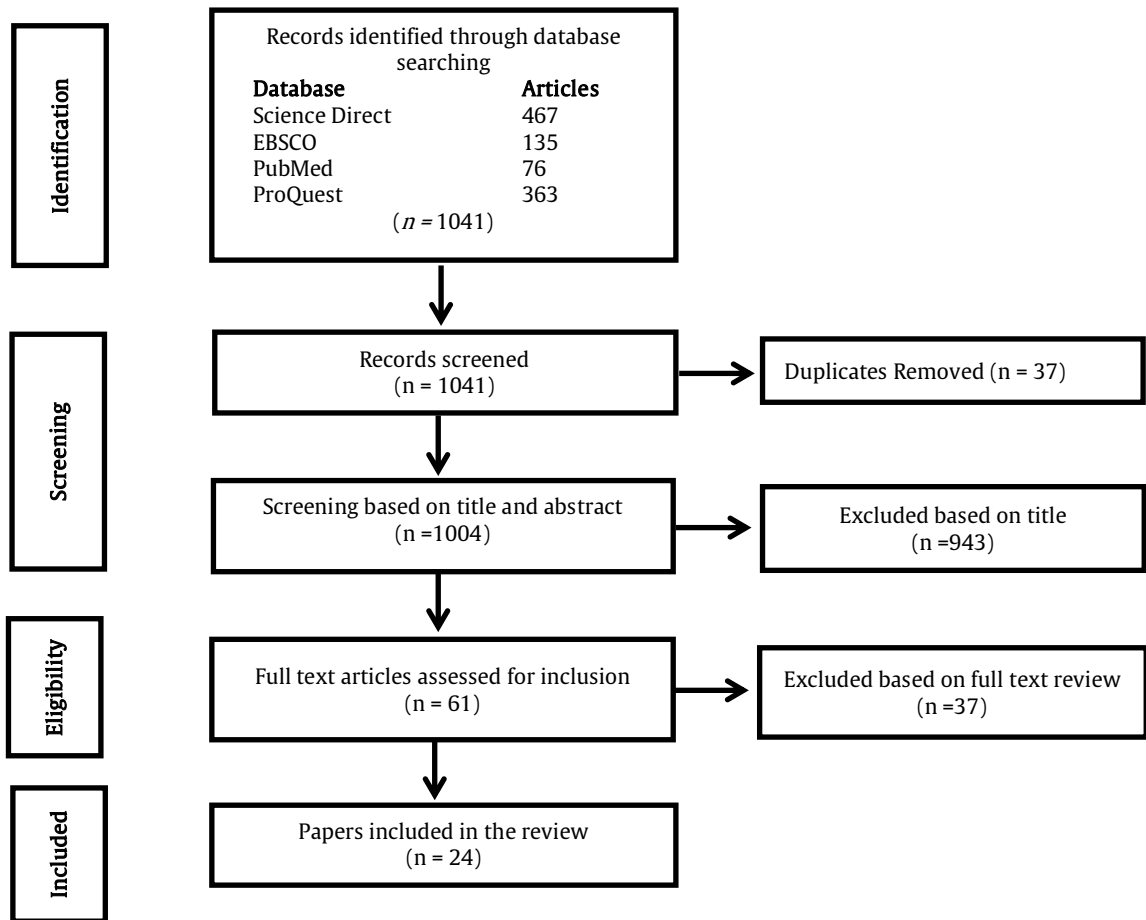 Identification
Records identified through database
searching
Database Articles
Science Direct 467
EBSCO 135
PubMed 76
ProQuest 363
(n = 1041)
Screening
Records screened
(n = 1041)
Duplicates Removed (n = 37)
Screening based on title and abstract
(n =1004)
Excluded based on title
(n =943)
Eligibility
Full text articles assessed for inclusion
(n = 61)
Excluded based on full text review
(n =37)
Included
Papers included in the review
(n = 24)